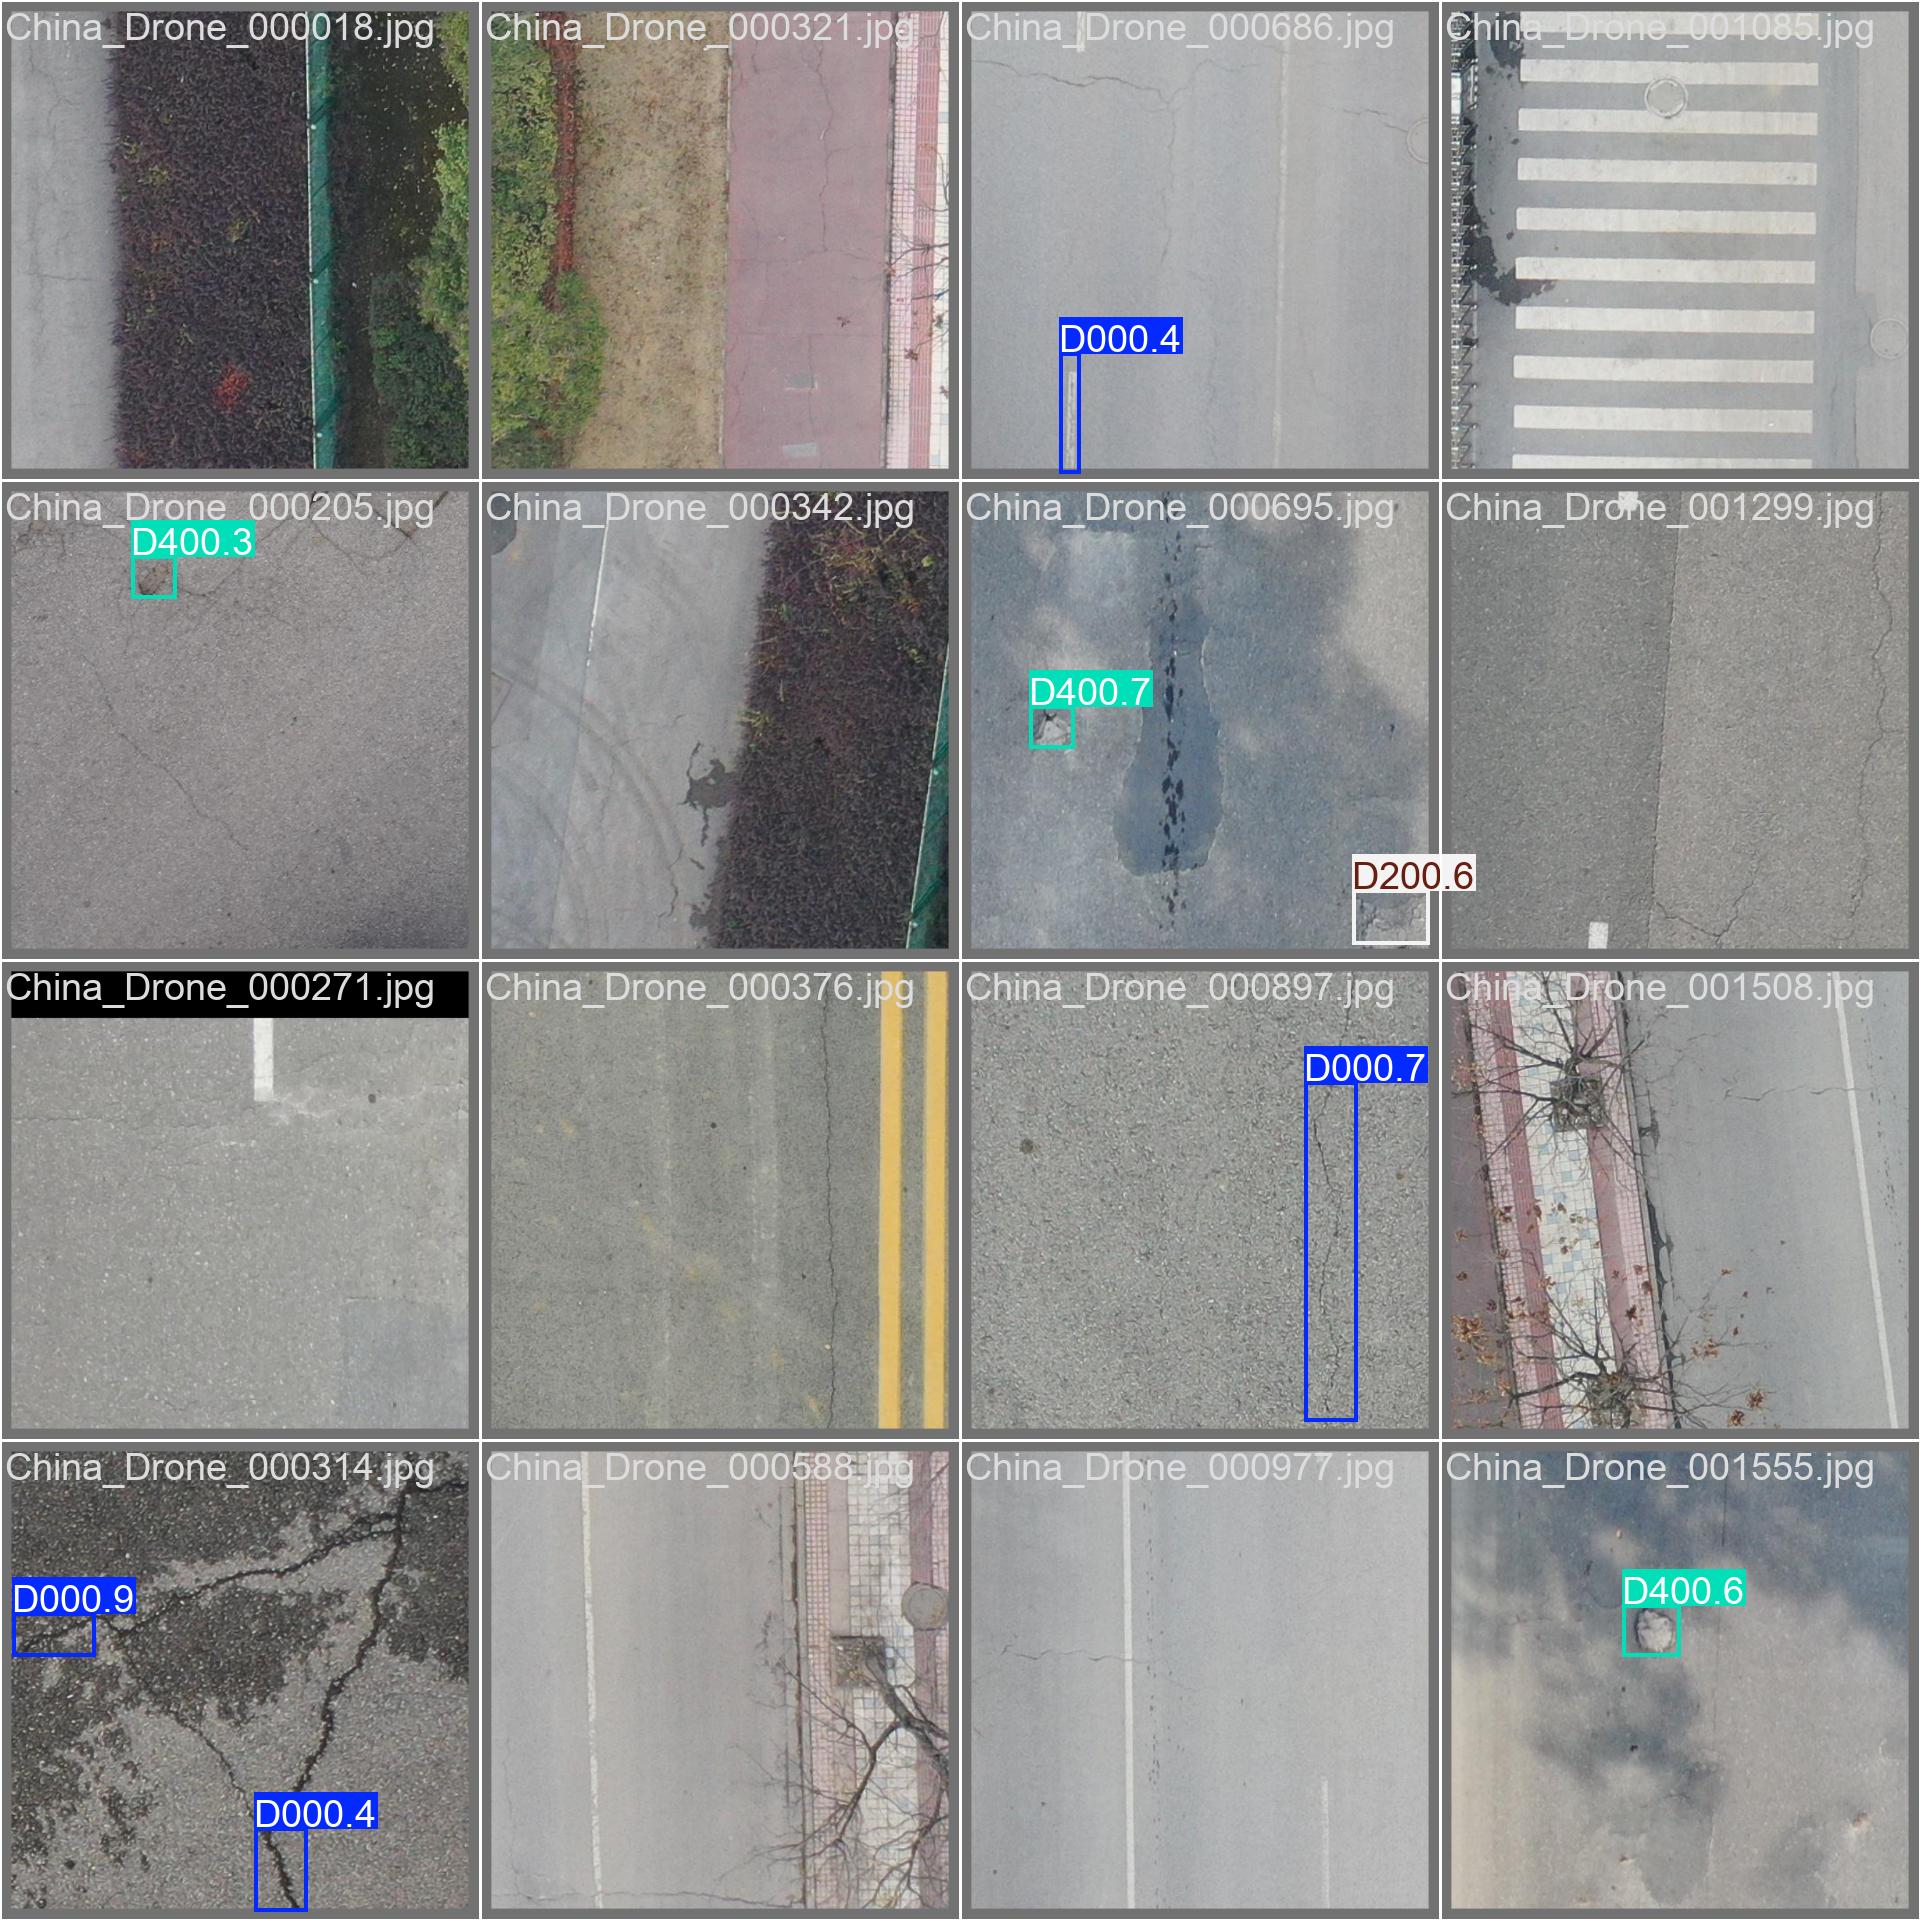 China_Drone_000018.jpg
China_Drone_000321.jpg
China_Drone_000686.jpg
China_Drone_001085.jpg
D000.4
China_Drone_000205.jpg
China_Drone_000342.jpg
China_Drone_000695.jpg
China_Drone_001299.jpg
D400.3
D400.7
D200.6
China_Drone_000271.jpg
China_Drone_000376.jpg
China_Drone_000897.jpg
China_Drone_001508.jpg
D000.7
China_Drone_000314.jpg
China_Drone_000588.jpg
China_Drone_000977.jpg
China_Drone_001555.jpg
D000.9
D400.6
D000.4